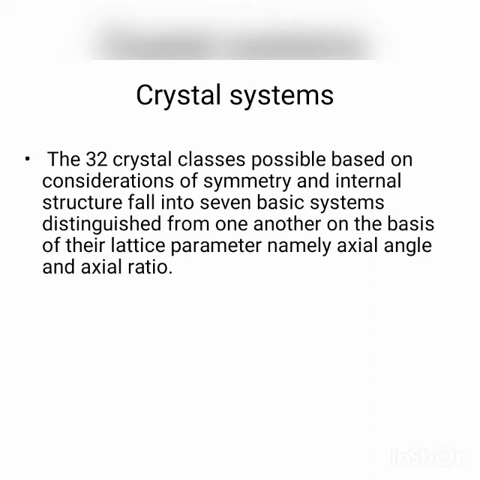 Crystal systems
• The 32 crystal classes possible based on
considerations of symmetry and internal
structure fall into seven basic systems
distinguished from one another on the basis
of their lattice parameter namely axial angle
and axial ratio.